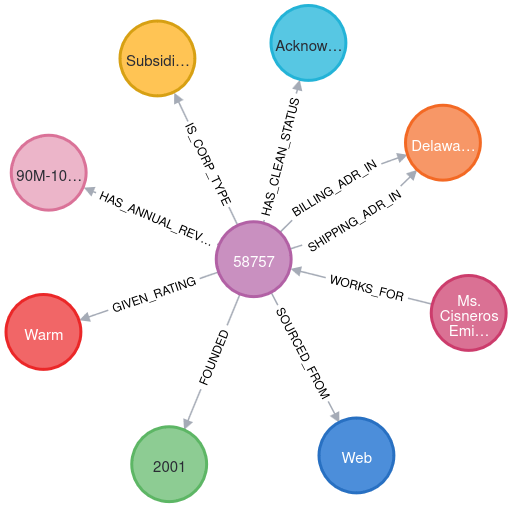 Subsidi...
Acknow...
Delawa...
90M-10...
IS_CORP_TYPE
HAS_CLEAN_STATUS
BILLING_ADR_IN
SHIPPING_ADR_IN
HAS_ANNUAL_REV...
58757
WORKS_FOR
Ms.
Cisneros
Emi...
GIVEN_RATING
Warm
FOUNDED
SOURCED_FROM
2001
Web